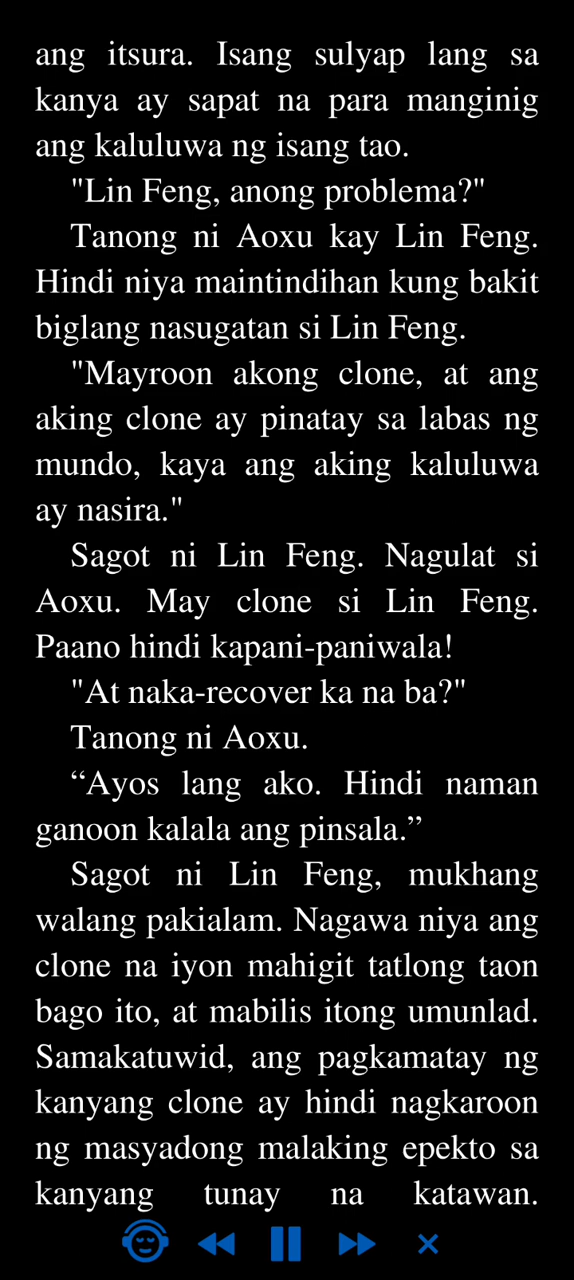 ang itsura. Isang sulyap lang sa
kanya ay sapat na para manginig
ang kaluluwa ng isang tao.
"Lin Feng, anong problema?"
Tanong ni Aoxu kay Lin Feng.
Hindi niya maintindihan kung bakit
biglang nasugatan si Lin Feng.
"Mayroon akong clone, at ang
aking clone ay pinatay sa labas ng
mundo, kaya ang aking kaluluwa
ay nasira."
Sagot ni Lin Feng. Nagulat si
Aoxu. May clone si Lin Feng.
Paano hindi kapani-paniwala!
"At naka-recover ka na ba?"
Tanong ni Aoxu.
“Ayos lang ako. Hindi naman
ganoon kalala ang pinsala.”
Sagot ni Lin Feng, mukhang
walang pakialam. Nagawa niya ang
clone na iyon mahigit tatlong taon
bago ito, at mabilis itong umunlad.
Samakatuwid, ang pagkamatay ng
kanyang clone ay hindi nagkaroon
ng masyadong malaking epekto sa
kanyang tunay na katawan.